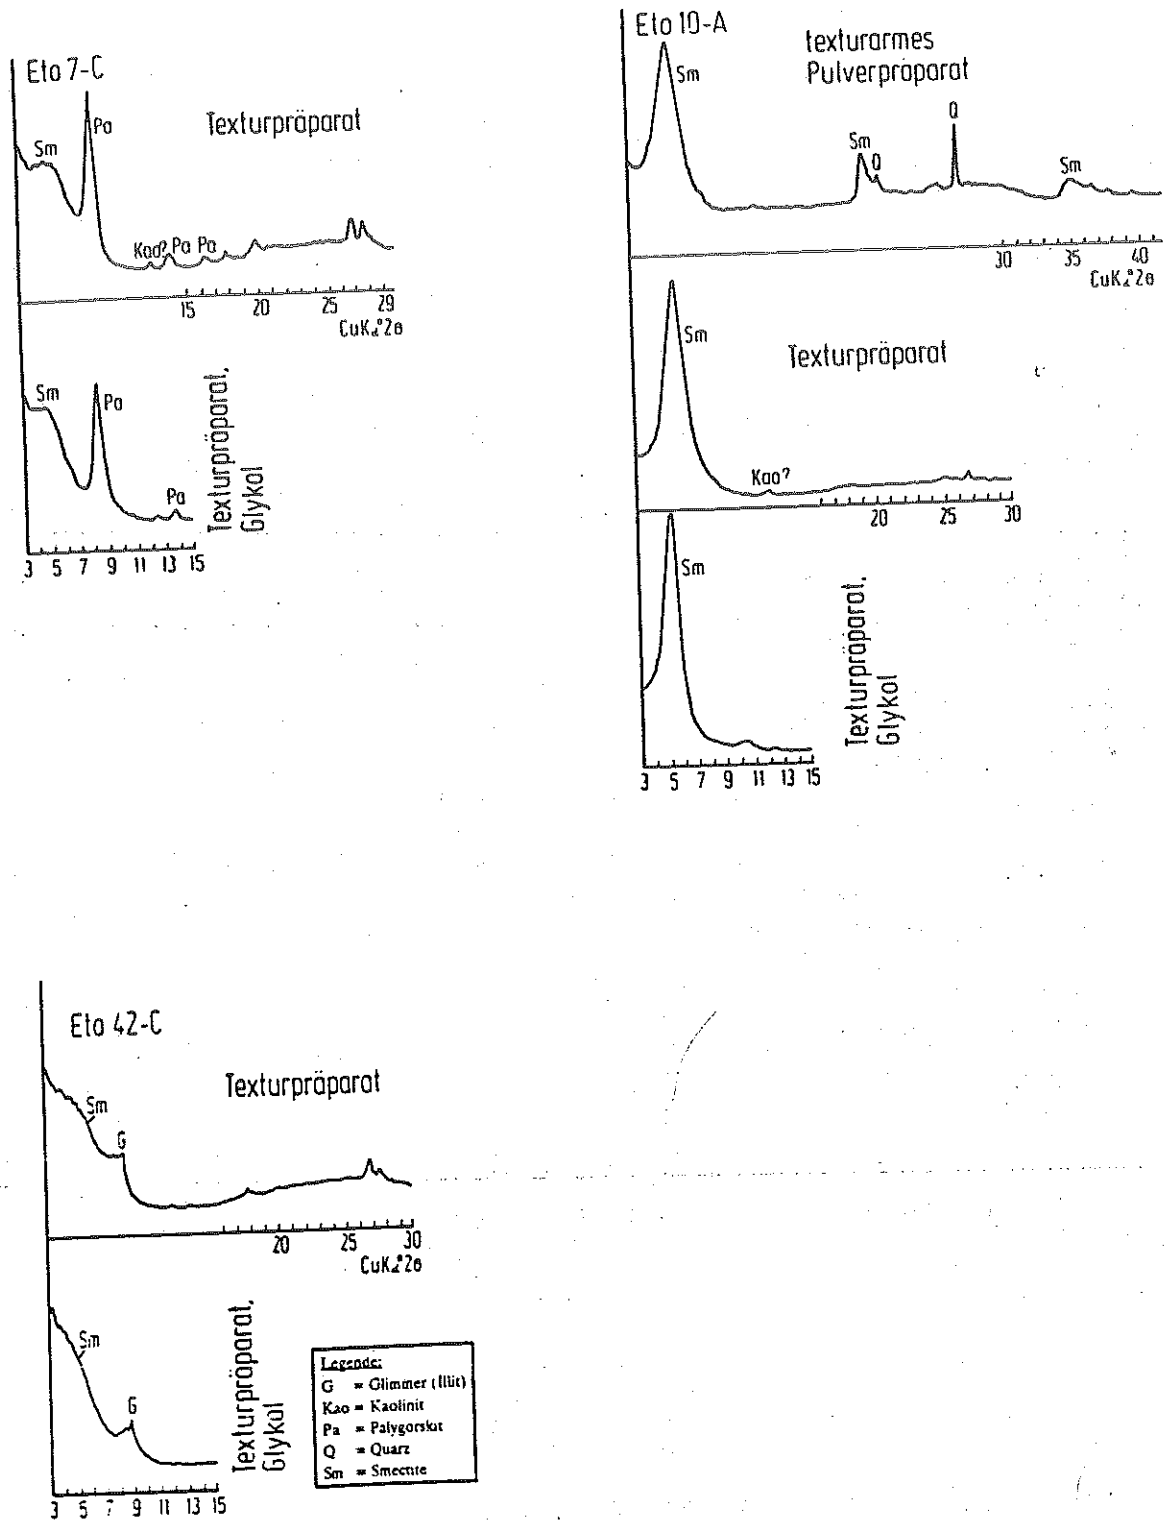 Eto 7-C
Texturpräparat
Sm
Pa
Kao? Pa Pa
15 20 25 29
CuKα°2θ
Sm
Pa
Pa
Texturpräparat,
Glykol
3 5 7 9 11 13 15
Eto 10-A
texturarmes
Pulverpräparat
Sm
Sm
Q
Q
Sm
30 35 40
CuKα°2θ
Sm
Texturpräparat
Kao?
20 25 30
Sm
Texturpräparat,
Glykol
3 5 7 9 11 13 15
Eto 42-C
Texturpräparat
Sm
G
20 25 30
CuKα°2θ
Sm
G
Texturpräparat,
Glykol
3 5 7 9 11 13 15
Legende:
G = Glimmer (Illit)
Kao = Kaolinit
Pa = Palygorskit
Q = Quarz
Sm = Smectite